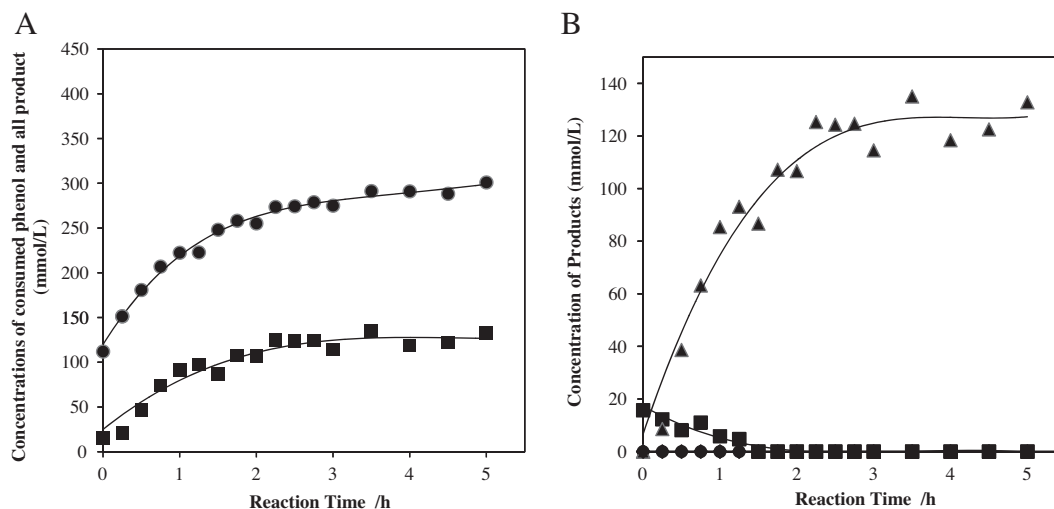 A
Concentrations of consumed phenol and all product
(mmol/L)
450
400
350
300
250
200
150
100
50
0
0 1 2 3 4 5
Reaction Time /h
B
Concentration of Products (mmol/L)
140
120
100
80
60
40
20
0
0 1 2 3 4 5
Reaction Time /h